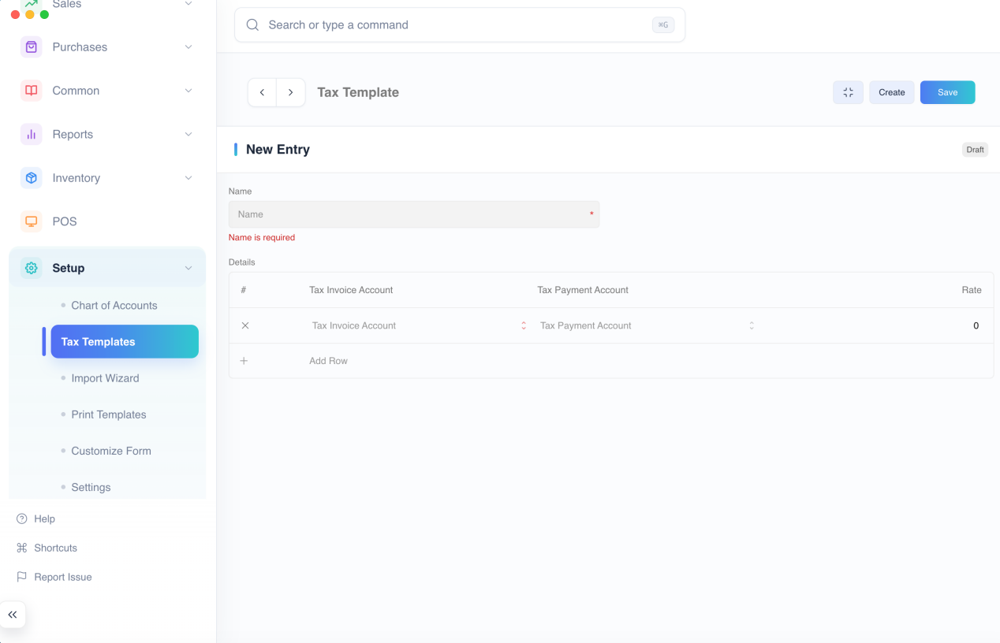 Sales
Purchases
Common
Reports
Inventory
POS
Setup
Chart of Accounts
Tax Templates
Import Wizard
Print Templates
Customize Form
Settings
Help
Shortcuts
Report Issue
Search or type a command ⌘G
Tax Template Create Save
New Entry Draft
Name
Name *
Name is required
Details
# Tax Invoice Account Tax Payment Account Rate
Tax Invoice Account Tax Payment Account 0
Add Row